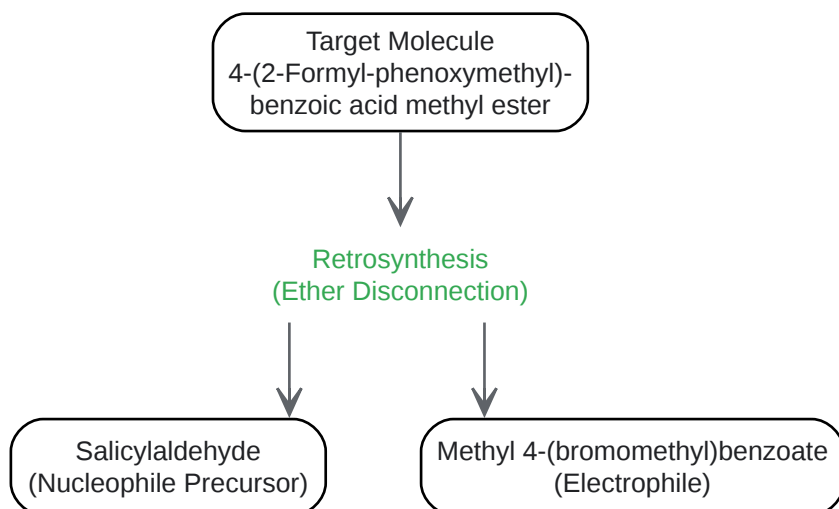 Target Molecule
4-(2-Formyl-phenoxymethyl)-
benzoic acid methyl ester
Retrosynthesis
(Ether Disconnection)
Salicylaldehyde
(Nucleophile Precursor)
Methyl 4-(bromomethyl)benzoate
(Electrophile)